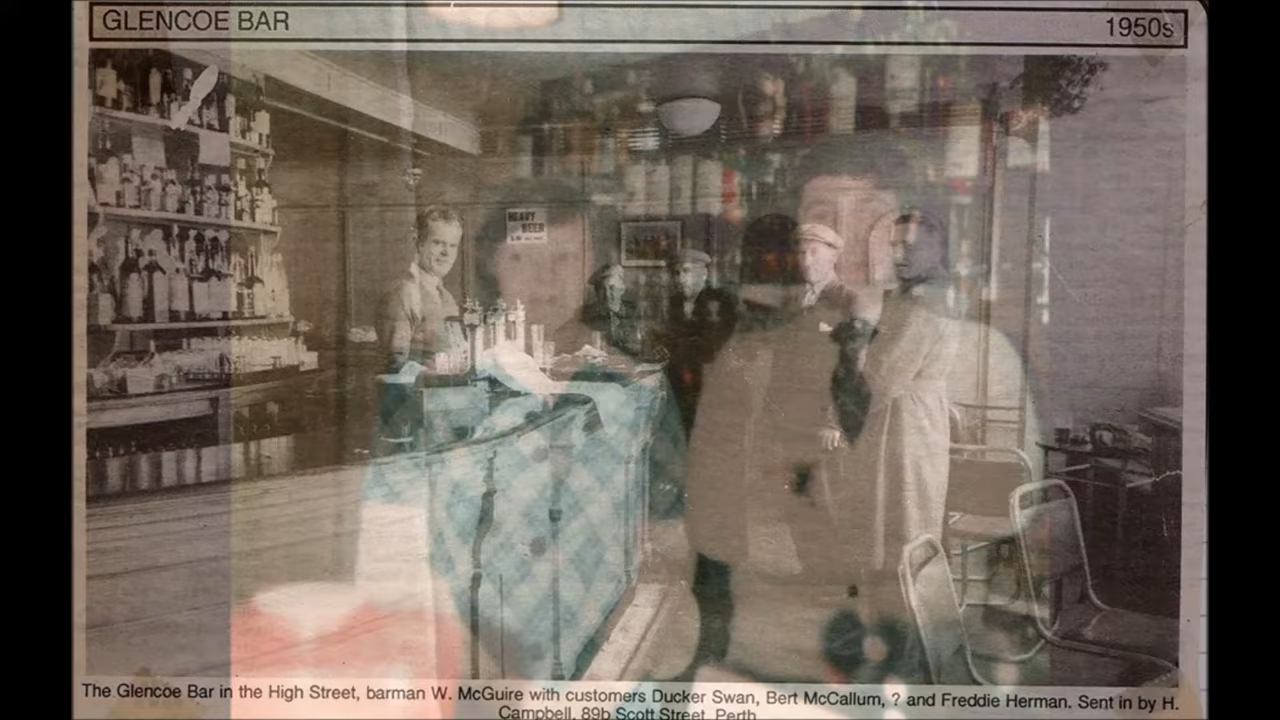 GLENCOE BAR
1950s
HEAVY
BEER
The Glencoe Bar in the High Street, barman W. McGuire with customers Ducker Swan, Bert McCallum, ? and Freddie Herman. Sent in by H.
Campbell, 89b Scott Street, Perth